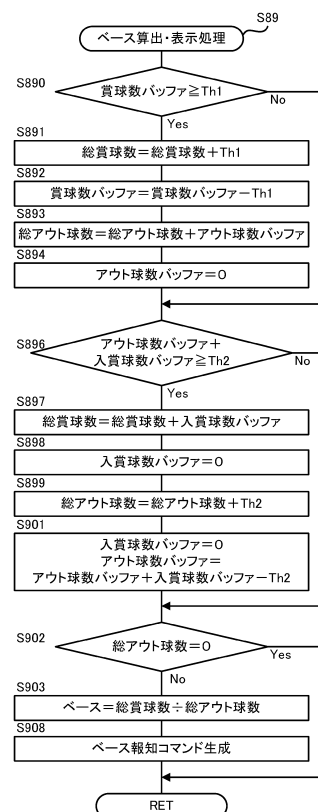 S89
ベース算出・表示処理
S890
賞球数バッファ≧Th1
No
Yes
S891
総賞球数=総賞球数+Th1
S892
賞球数バッファ=賞球数バッファ-Th1
S893
総アウト球数=総アウト球数+アウト球数バッファ
S894
アウト球数バッファ=0
S896
アウト球数バッファ+
入賞球数バッファ≧Th2
No
Yes
S897
総賞球数=総賞球数+入賞球数バッファ
S898
入賞球数バッファ=0
S899
総アウト球数=総アウト球数+Th2
S901
入賞球数バッファ=0
アウト球数バッファ=
アウト球数バッファ+入賞球数バッファ-Th2
S902
総アウト球数=0
Yes
No
S903
ベース=総賞球数÷総アウト球数
S908
ベース報知コマンド生成
RET